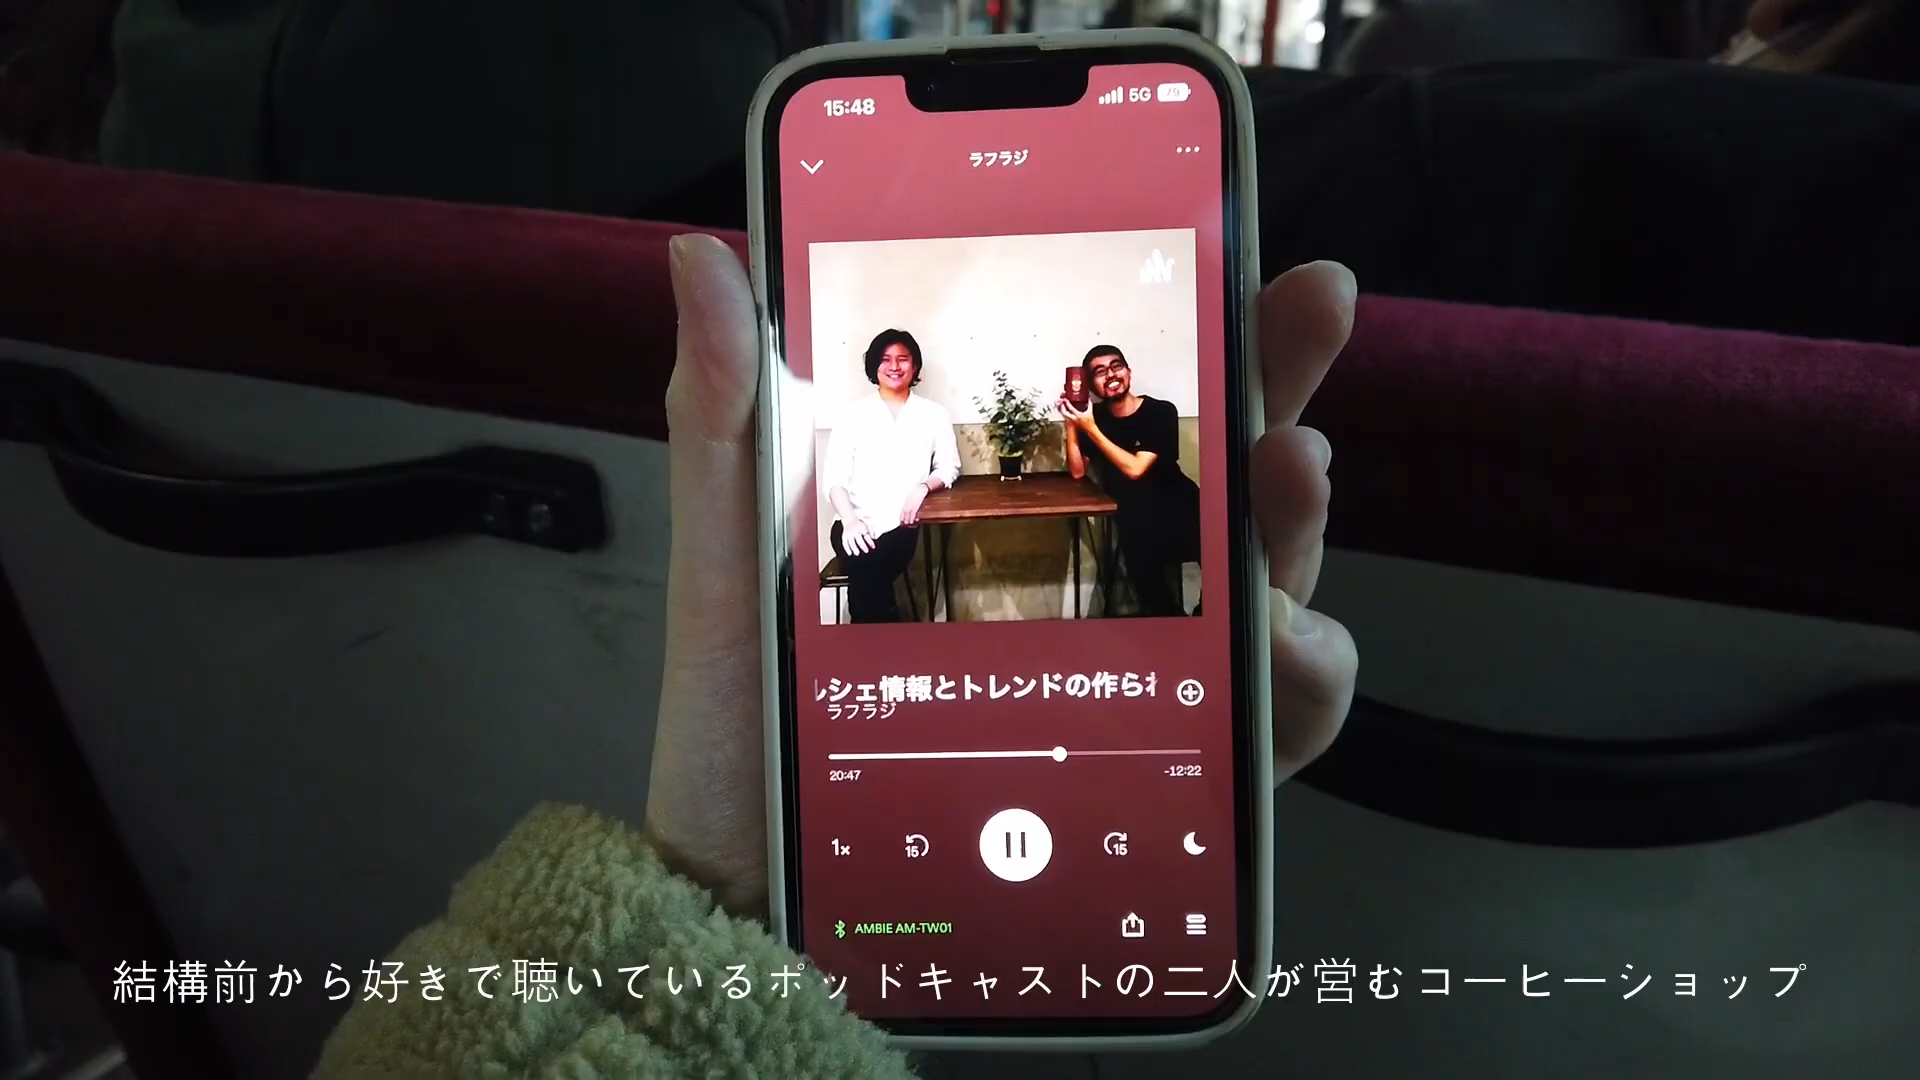 15:48
5G
79
ラフラジ
シェ情報とトレンドの作ら
ラフラジ
20:47
-12:22
1x
15
15
AMBIE AM-TW01
結構前から好きで聴いているポッドキャストの二人が営むコーヒーショップ